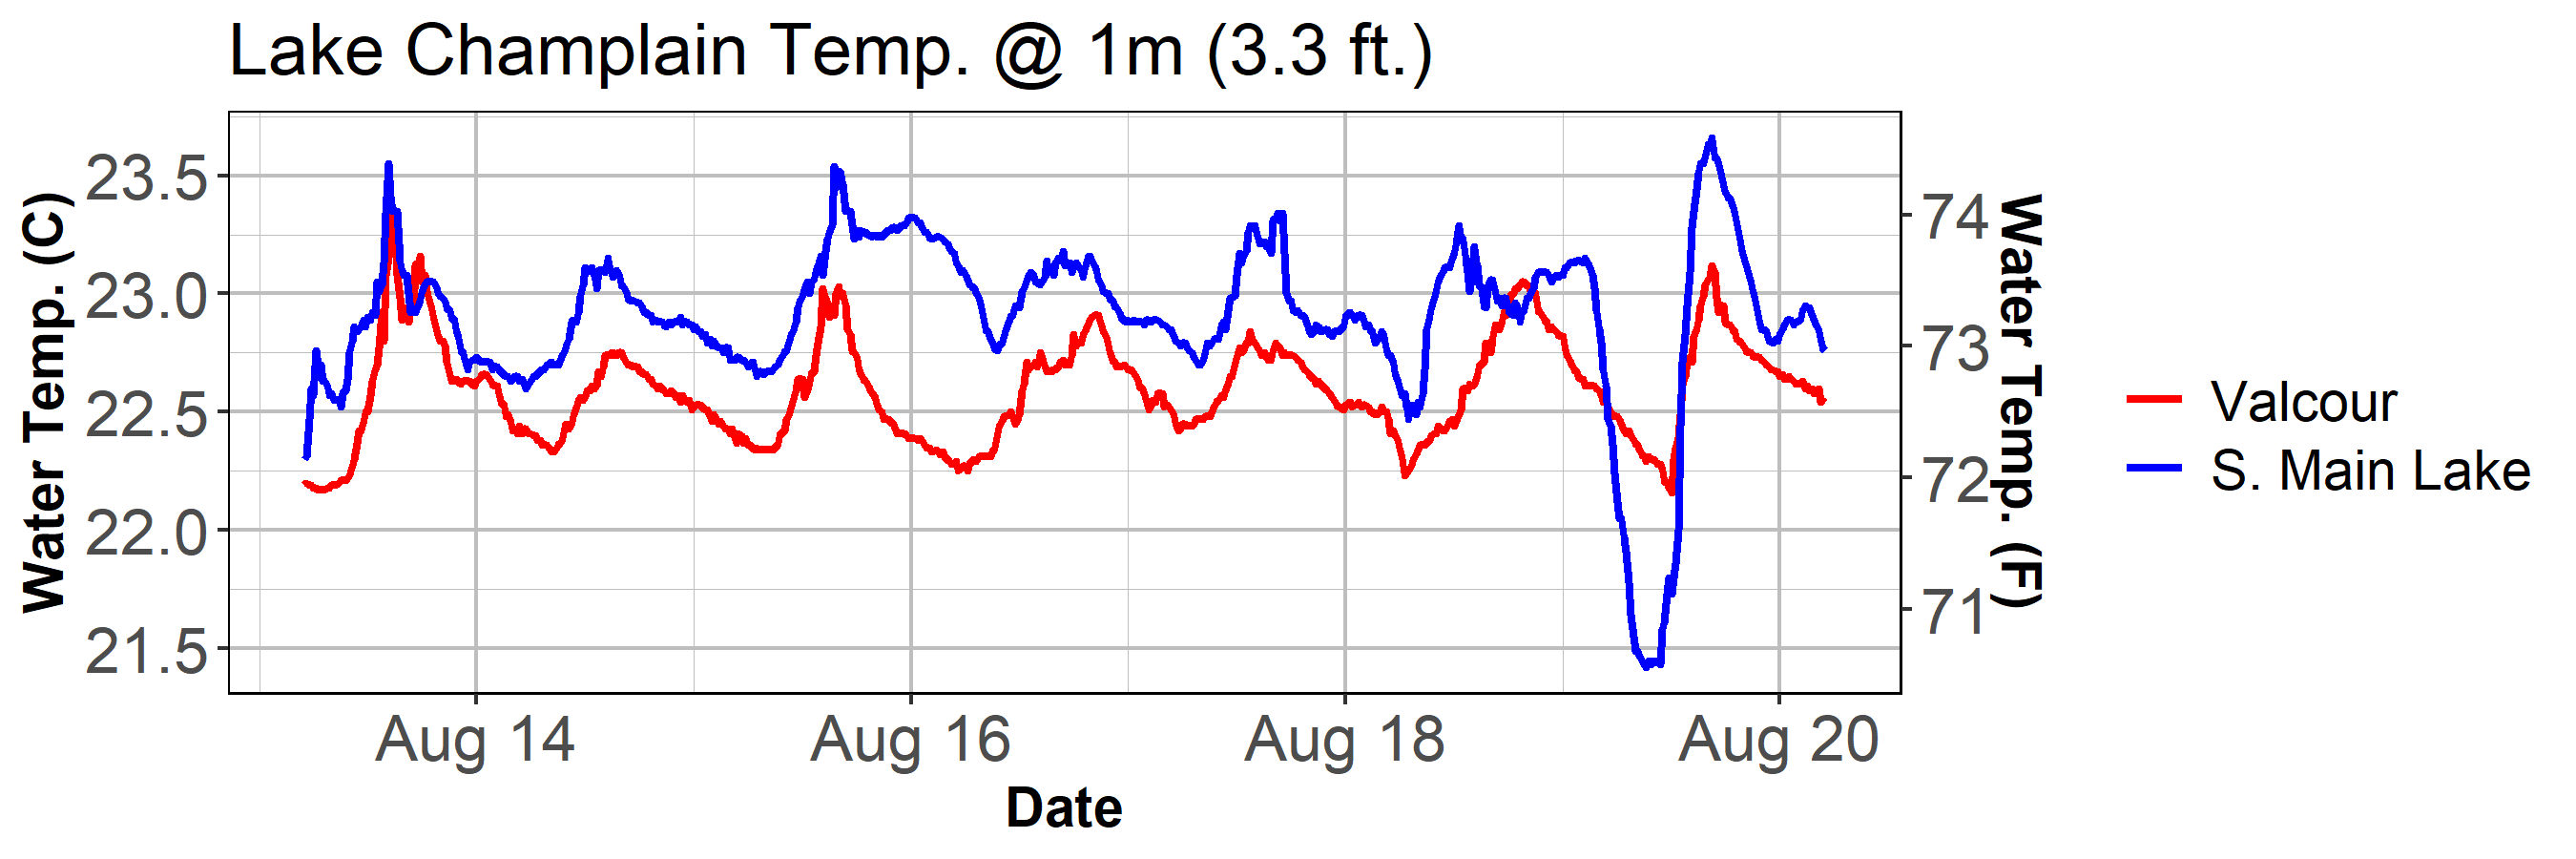 Lake Champlain Temp. @ 1m (3.3 ft.)
Water Temp. (C)
23.5
23.0
22.5
22.0
21.5
74
73
72
71
Water Temp. (F)
Aug 14 Aug 16 Aug 18 Aug 20
Date
Valcour
S. Main Lake